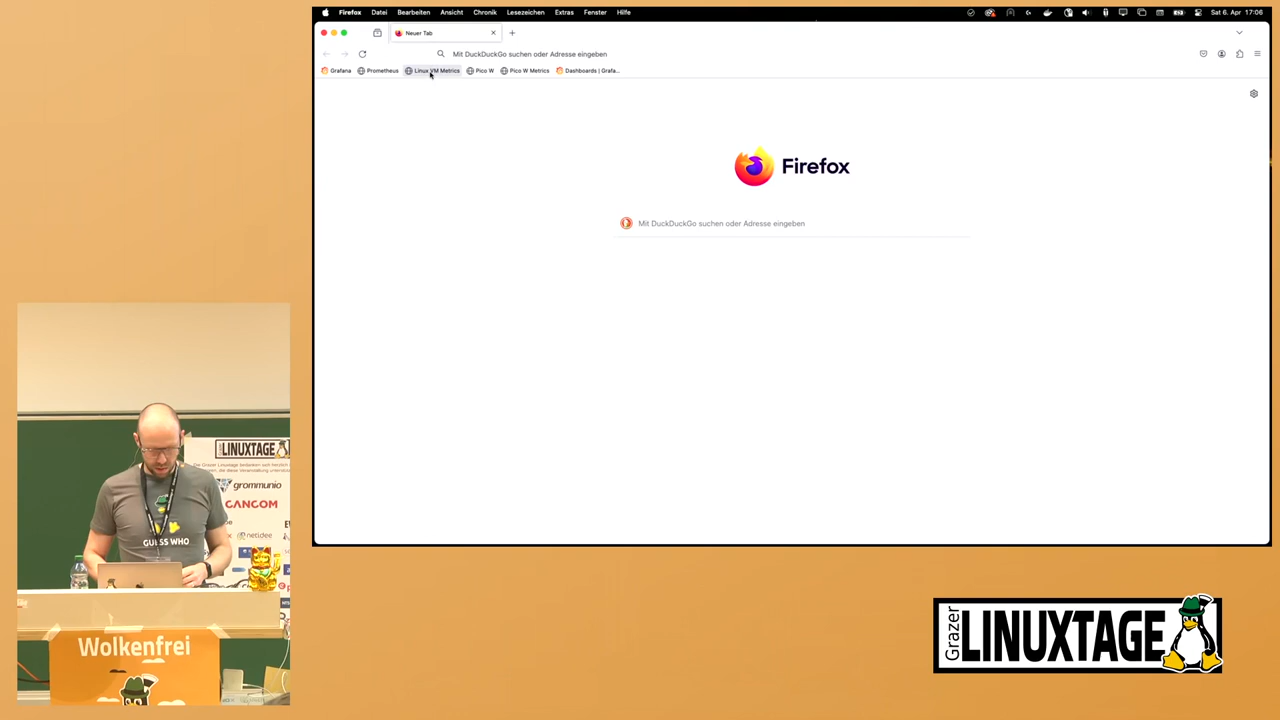 Firefox Datei Bearbeiten Ansicht Chronik Lesezeichen Extras Fenster Hilfe
Sat 6. Apr 17:06
Neuer Tab
Mit DuckDuckGo suchen oder Adresse eingeben
Grafana Prometheus Linux VM Metrics Pico W Pico W Metrics Dashboards | Grafa...
Firefox
Mit DuckDuckGo suchen oder Adresse eingeben
LINUXTAGE
grommunio
CANCOM
netidee
GUESS WHO
Wolkenfrei
Grazer
LINUXTAGE